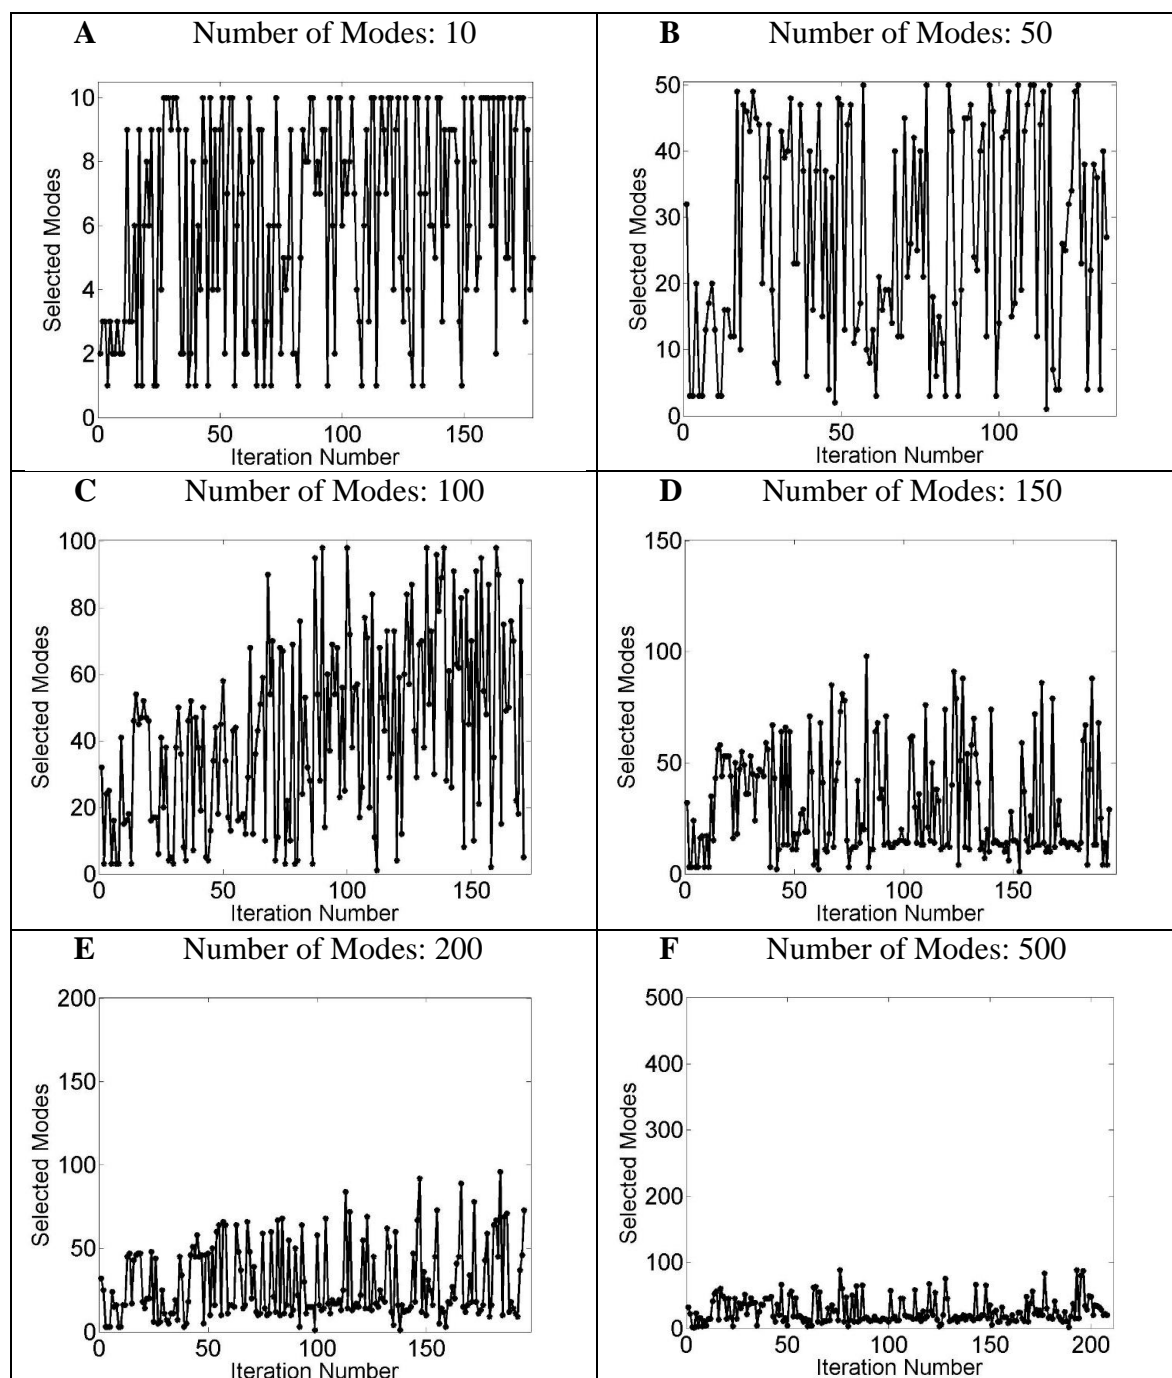 A Number of Modes: 10
10
8
6
4
2
0
Selected Modes
0 50 100 150
Iteration Number
B Number of Modes: 50
50
40
30
20
10
0
Selected Modes
0 50 100
Iteration Number
C Number of Modes: 100
100
80
60
40
20
0
Selected Modes
0 50 100 150
Iteration Number
D Number of Modes: 150
150
100
50
0
Selected Modes
0 50 100 150
Iteration Number
E Number of Modes: 200
200
150
100
50
0
Selected Modes
0 50 100 150
Iteration Number
F Number of Modes: 500
500
400
300
200
100
0
Selected Modes
0 50 100 150 200
Iteration Number